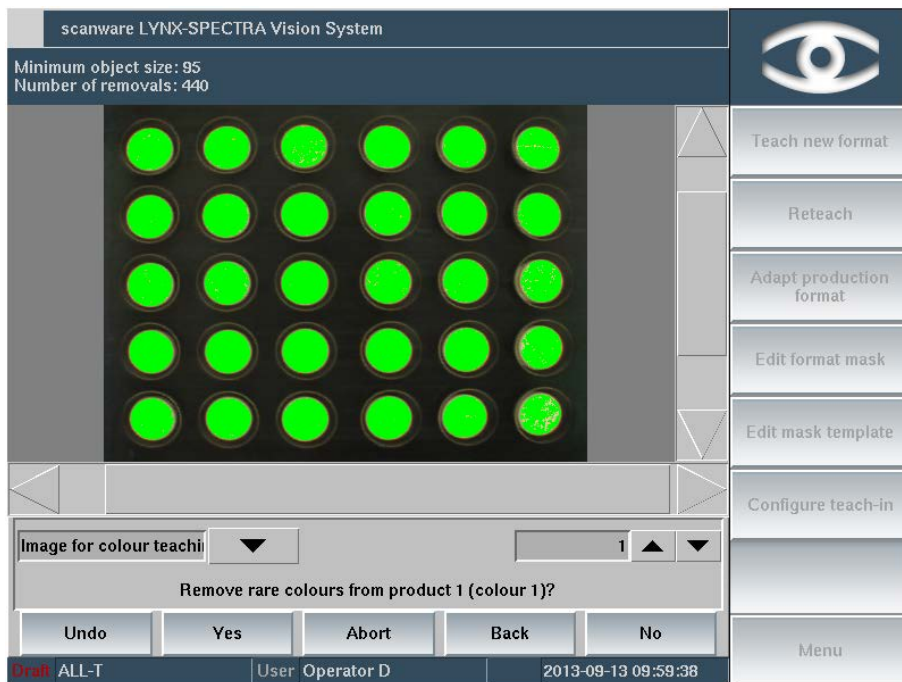 scanware LYNX-SPECTRA Vision System
Minimum object size: 95
Number of removals: 440
Teach new format
Reteach
Adapt production
format
Edit format mask
Edit mask template
Configure teach-in
Image for colour teachi
1
Remove rare colours from product 1 (colour 1)?
Undo Yes Abort Back No
Menu
Draft ALL-T User Operator D 2013-09-13 09:59:38